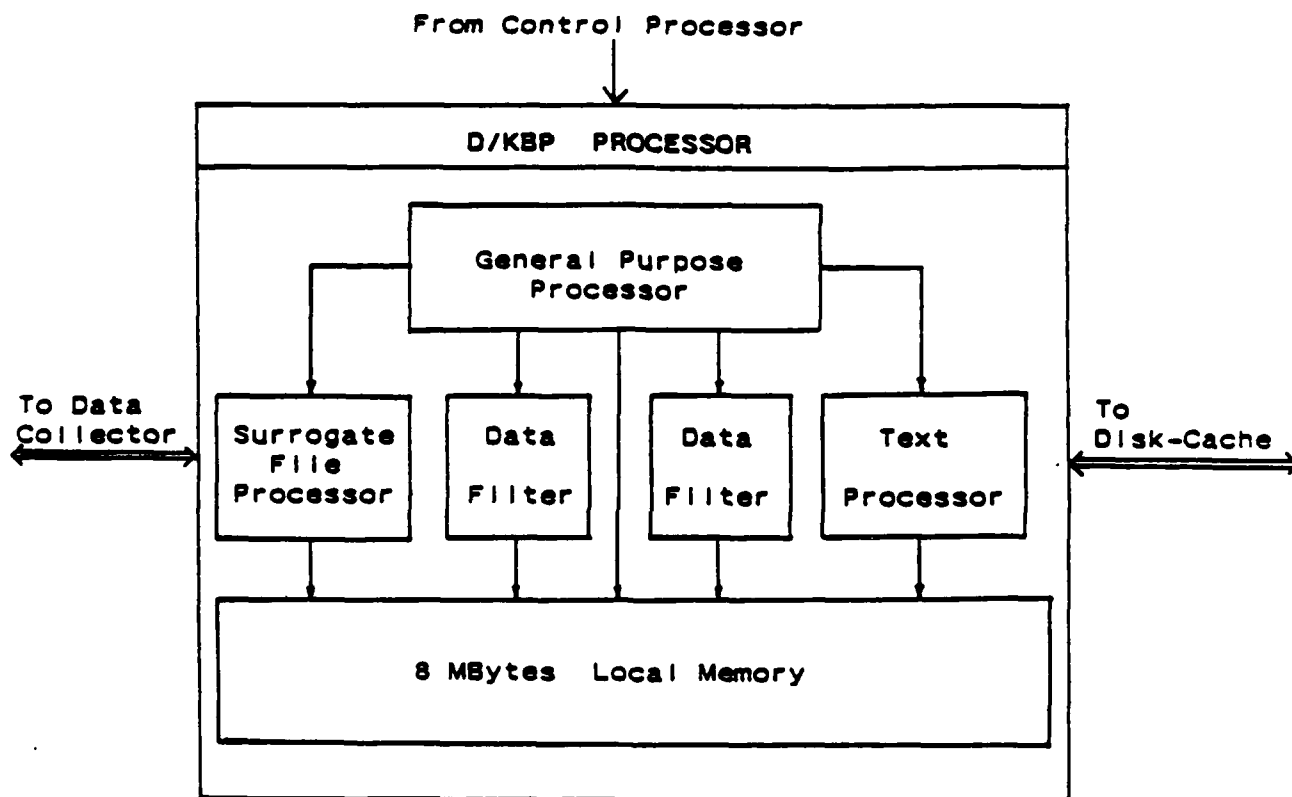 From Control Processor
D/KBP PROCESSOR
General Purpose
Processor
To Data
Collector
Surrogate
File
Processor
Data
Filter
Data
Filter
Text
Processor
To
Disk-Cache
8 MBytes Local Memory